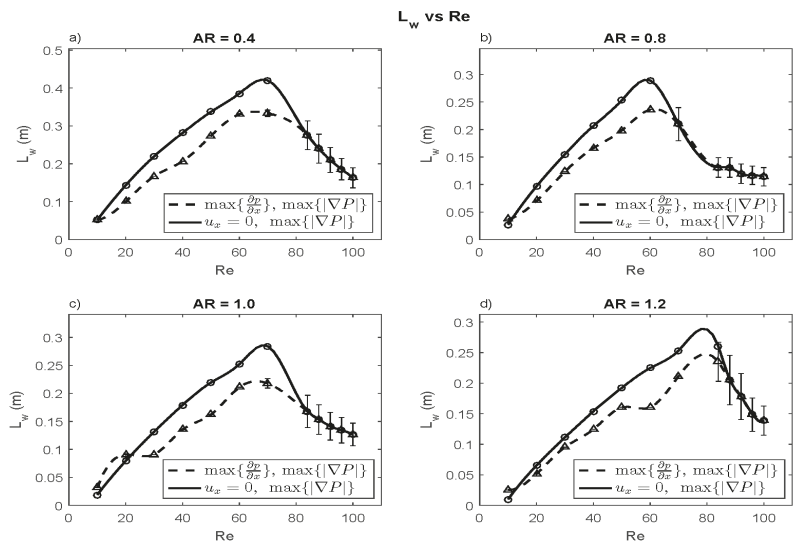 L_w vs Re
a)
AR = 0.4
0.5
0.4
0.3
0.2
0.1
0
L_w (m)
max{∂p/∂x}, max{|∇P|}
u_x = 0, max{|∇P|}
0 20 40 60 80 100
Re
b)
AR = 0.8
0.3
0.25
0.2
0.15
0.1
0.05
0
L_w (m)
max{∂p/∂x}, max{|∇P|}
u_x = 0, max{|∇P|}
0 20 40 60 80 100
Re
c)
AR = 1.0
0.3
0.25
0.2
0.15
0.1
0.05
0
L_w (m)
max{∂p/∂x}, max{|∇P|}
u_x = 0, max{|∇P|}
0 20 40 60 80 100
Re
d)
AR = 1.2
0.3
0.25
0.2
0.15
0.1
0.05
0
L_w (m)
max{∂p/∂x}, max{|∇P|}
u_x = 0, max{|∇P|}
0 20 40 60 80 100
Re